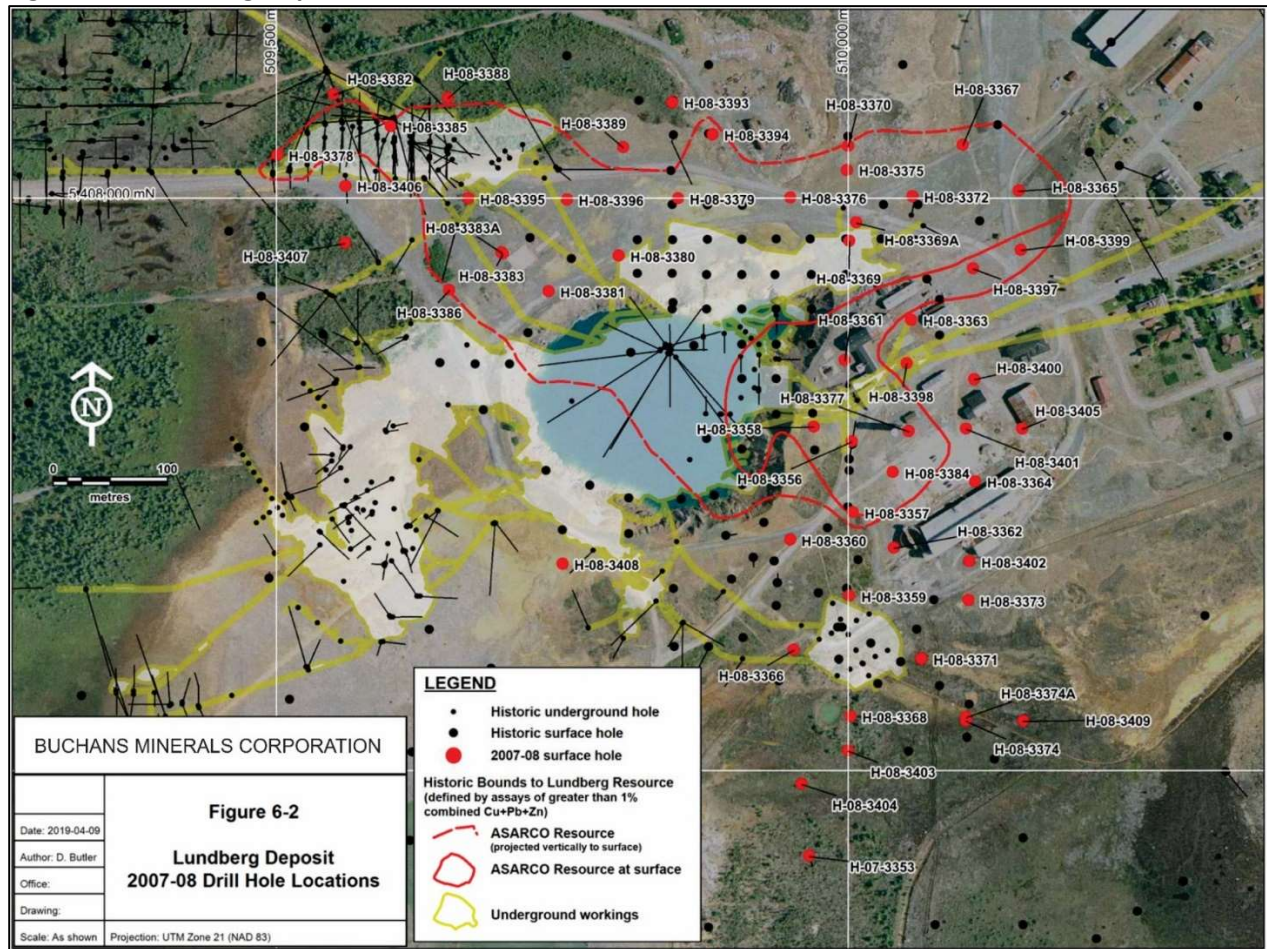 509,500 m
510,000 m
5,408,000 mN
H-08-3382
H-08-3388
H-08-3393
H-08-3370
H-08-3367
H-08-3385
H-08-3389
H-08-3394
H-08-3378
H-08-3375
H-08-3406
H-08-3365
H-08-3395
H-08-3396
H-08-3379
H-08-3376
H-08-3372
H-08-3383A
H-08-3369A
H-08-3399
H-08-3407
H-08-3383
H-08-3380
H-08-3369
H-08-3397
H-08-3381
H-08-3386
H-08-3361
H-08-3363
H-08-3400
H-08-3377
H-08-3398
H-08-3405
H-08-3358
H-08-3401
H-08-3356
H-08-3384
H-08-3364
H-08-3357
H-08-3362
H-08-3360
H-08-3408
H-08-3402
H-08-3359
H-08-3373
H-08-3366
H-08-3371
H-08-3374A
H-08-3368
H-08-3409
H-08-3374
H-08-3403
H-08-3404
H-07-3353
N
0 100
metres
LEGEND
Historic underground hole
Historic surface hole
2007-08 surface hole
Historic Bounds to Lundberg Resource
(defined by assays of greater than 1%
combined Cu+Pb+Zn)
ASARCO Resource
(projected vertically to surface)
ASARCO Resource at surface
Underground workings
BUCHANS MINERALS CORPORATION
Figure 6-2
Lundberg Deposit
2007-08 Drill Hole Locations
Date: 2019-04-09
Author: D. Butler
Office:
Drawing:
Scale: As shown
Projection: UTM Zone 21 (NAD 83)